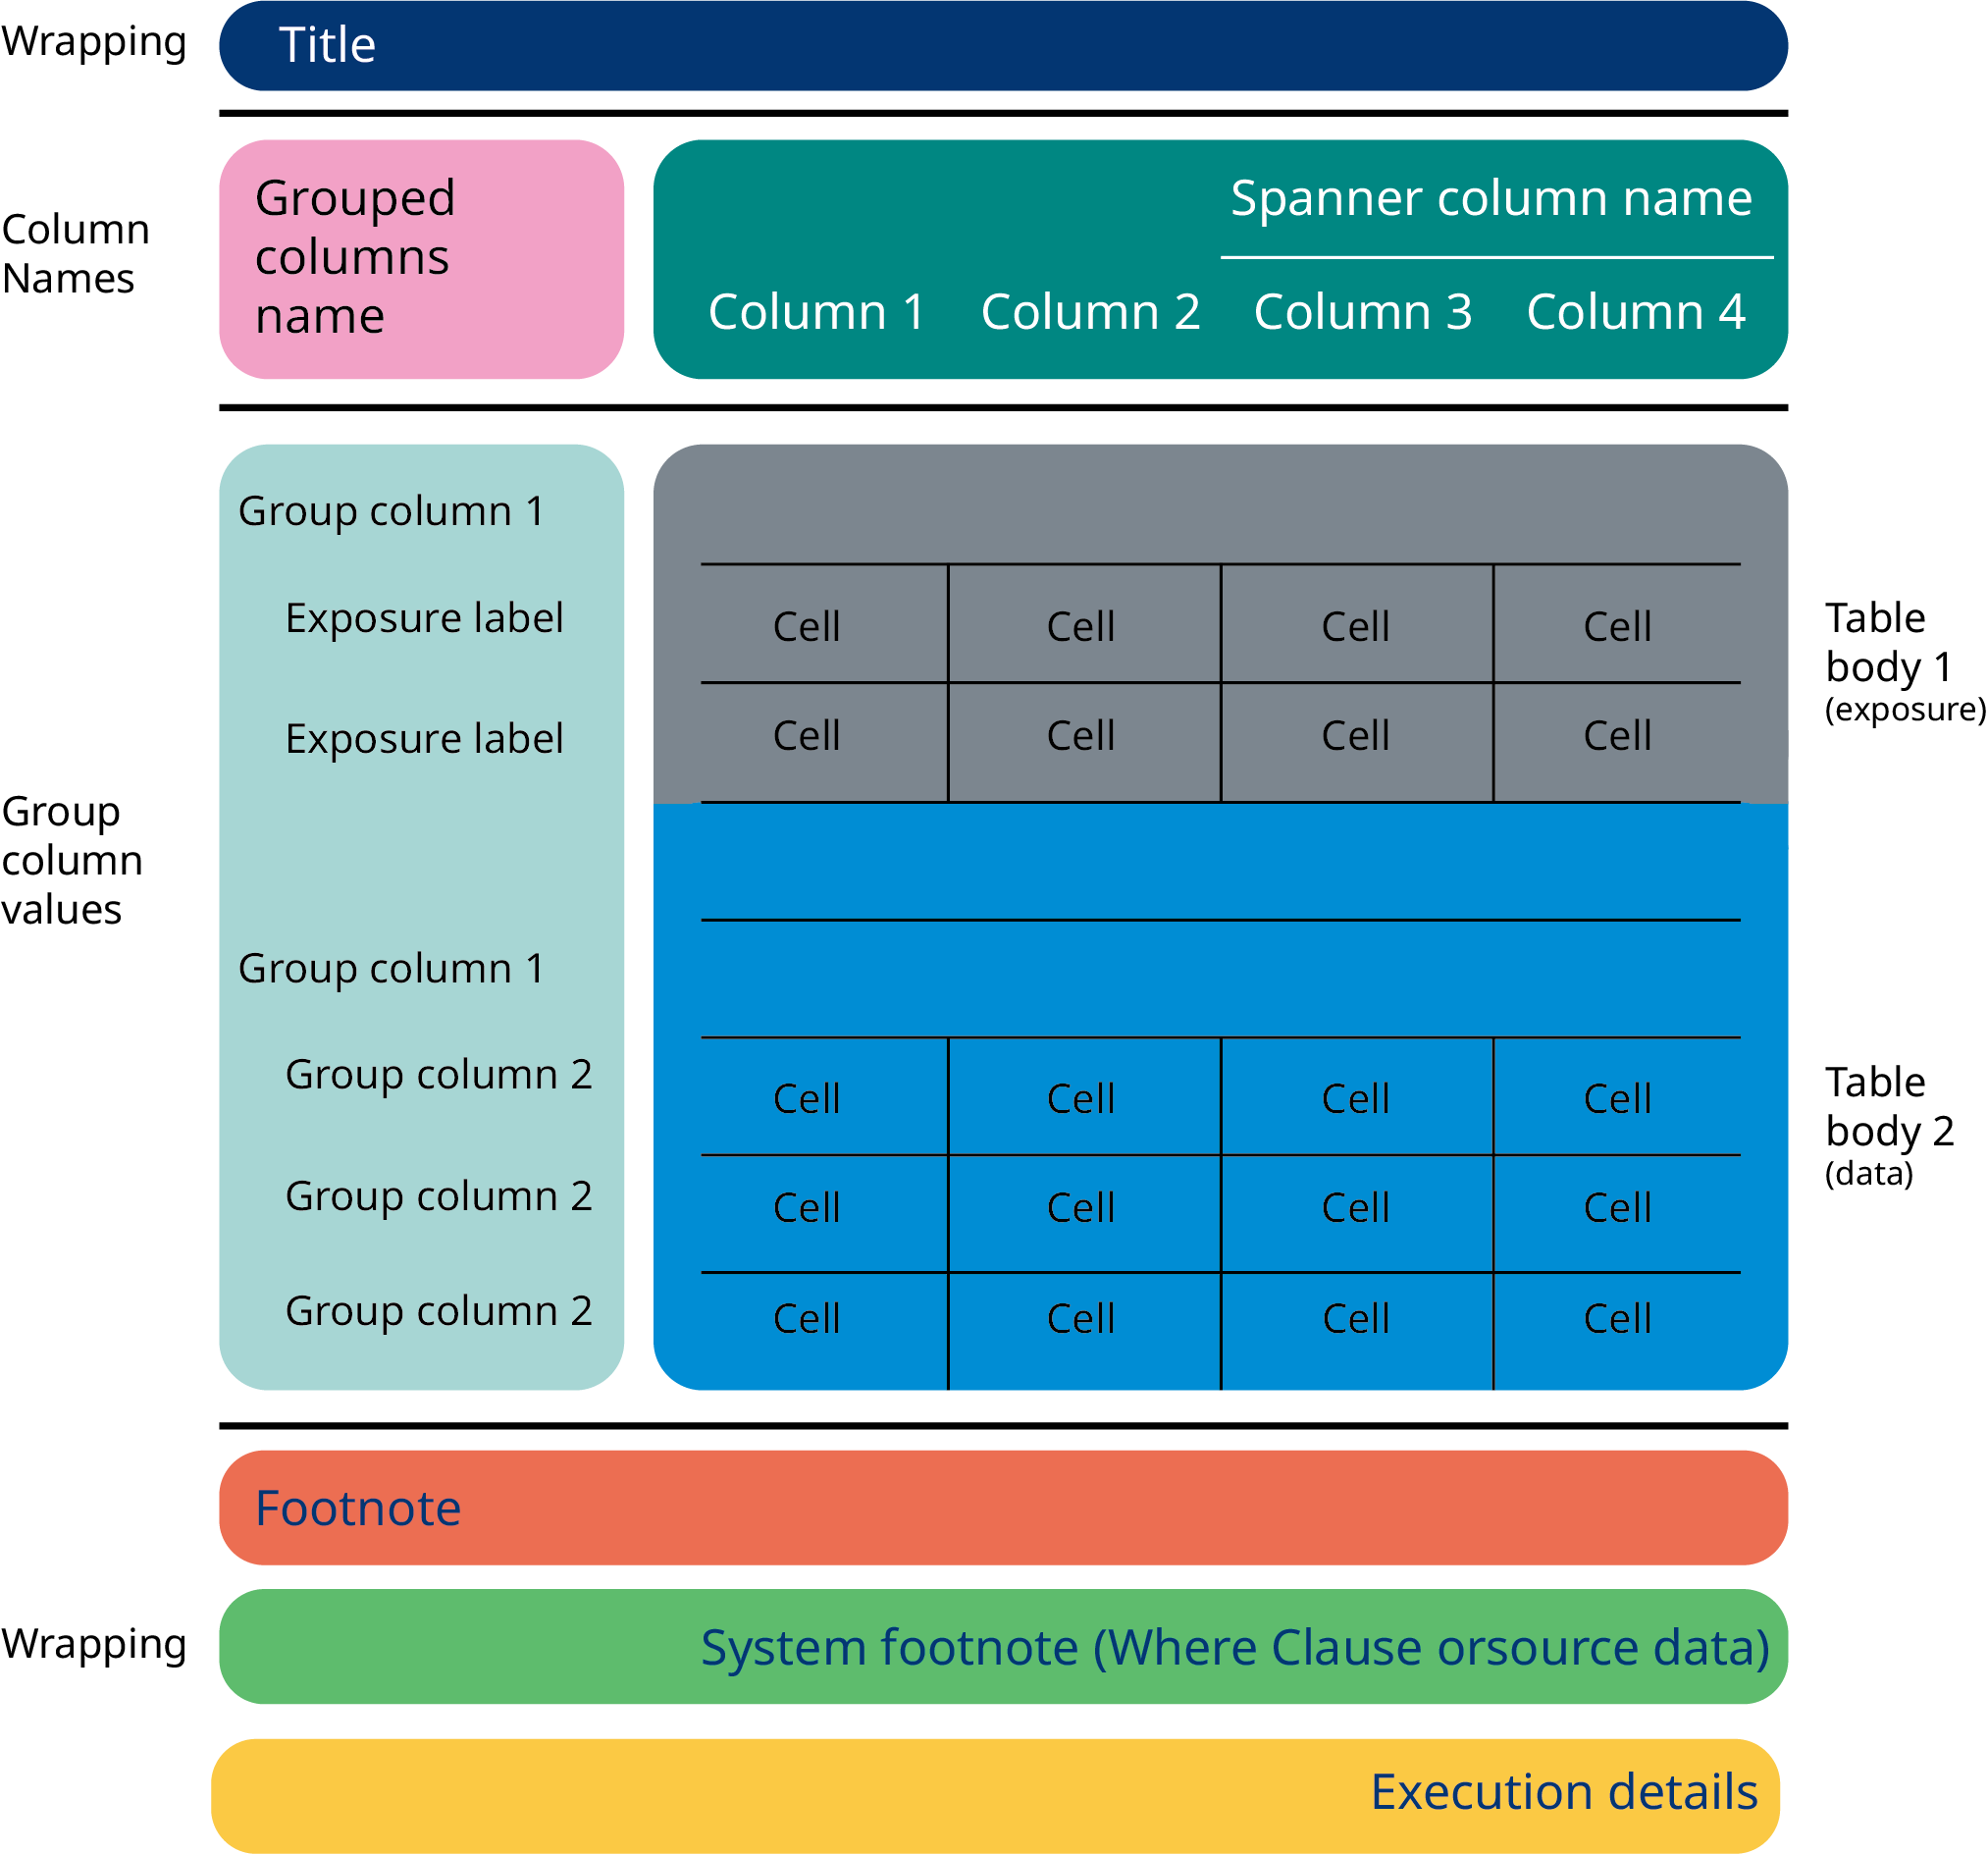 Wrapping
Title
Column
Names
Grouped
columns
name
Spanner column name
Column 1 Column 2 Column 3 Column 4
Group
column
values
Group column 1
Exposure label
Cell Cell Cell Cell
Exposure label
Cell Cell Cell Cell
Table
body 1
(exposure)
Group column 1
Group column 2
Cell Cell Cell Cell
Group column 2
Cell Cell Cell Cell
Group column 2
Cell Cell Cell Cell
Table
body 2
(data)
Footnote
Wrapping
System footnote (Where Clause orsource data)
Execution details